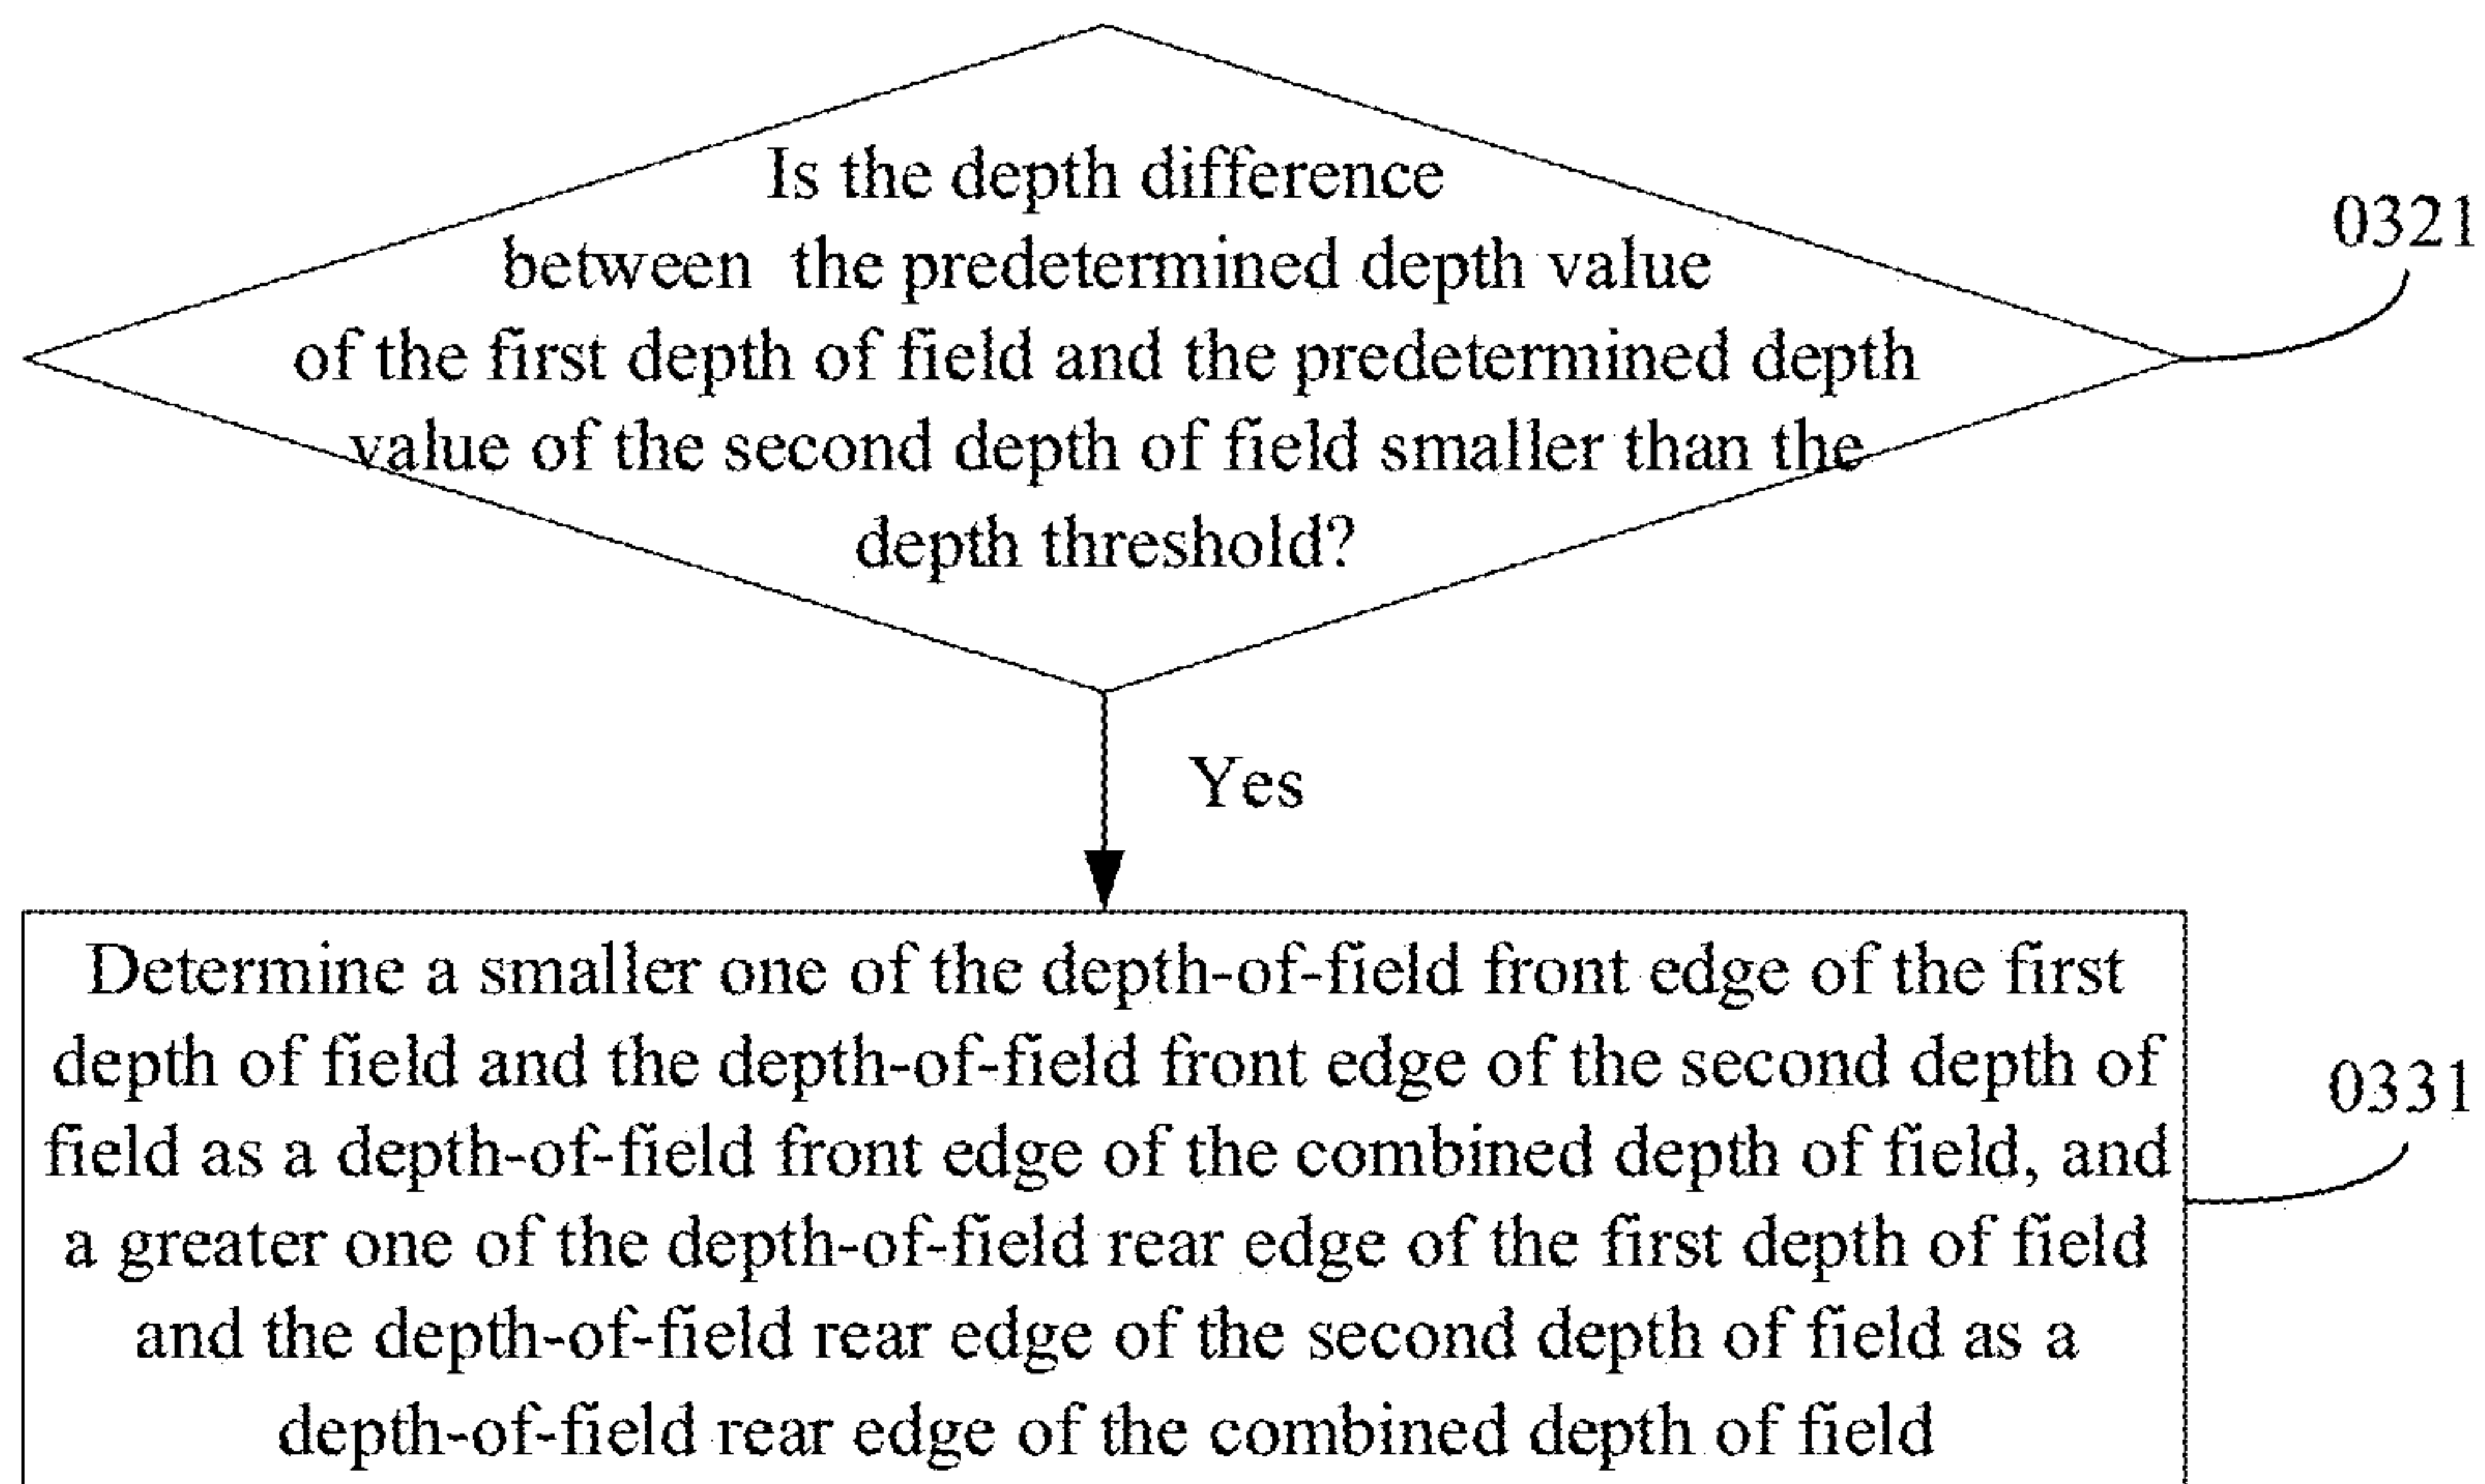 Is the depth difference
between the predetermined depth value
of the first depth of field and the predetermined depth
value of the second depth of field smaller than the
depth threshold?
0321
Yes
Determine a smaller one of the depth-of-field front edge of the first
depth of field and the depth-of-field front edge of the second depth of
field as a depth-of-field front edge of the combined depth of field, and
a greater one of the depth-of-field rear edge of the first depth of field
and the depth-of-field rear edge of the second depth of field as a
depth-of-field rear edge of the combined depth of field
0331